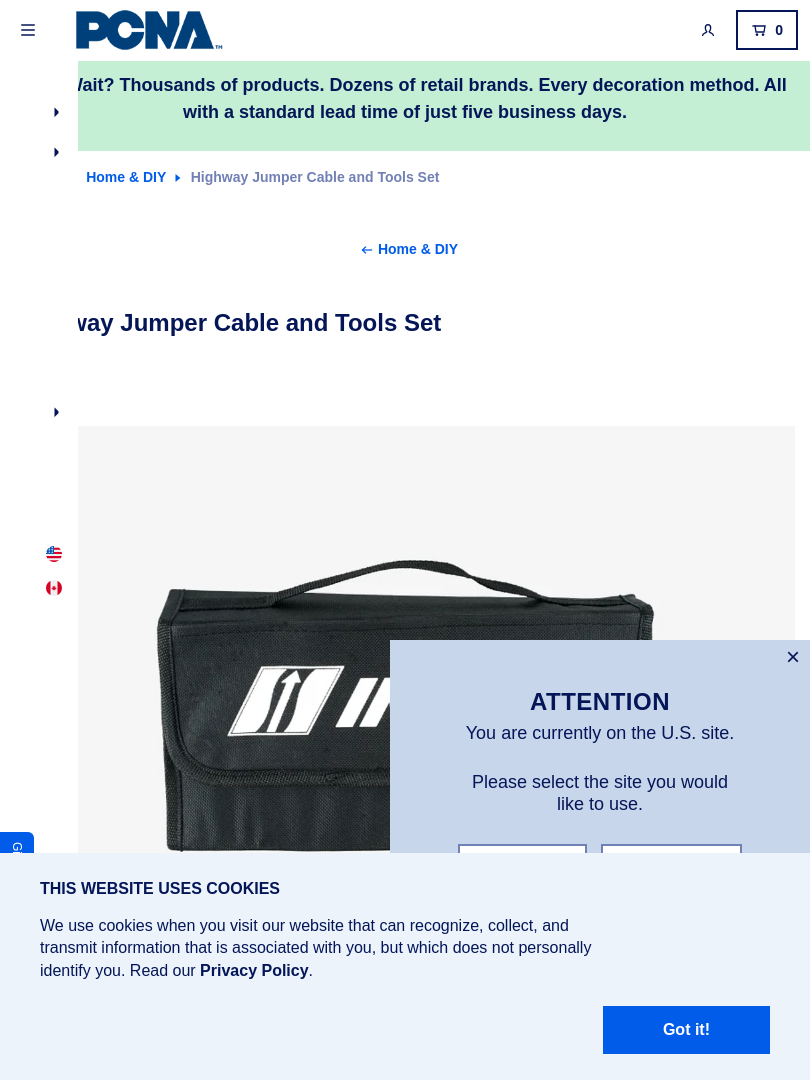 PCNA
0
Wait? Thousands of products. Dozens of retail brands. Every decoration method. All
with a standard lead time of just five business days.
Home & DIY
Highway Jumper Cable and Tools Set
Home & DIY
way Jumper Cable and Tools Set
ATTENTION
You are currently on the U.S. site.
Please select the site you would
like to use.
THIS WEBSITE USES COOKIES
We use cookies when you visit our website that can recognize, collect, and
transmit information that is associated with you, but which does not personally
identify you. Read our Privacy Policy.
Got it!